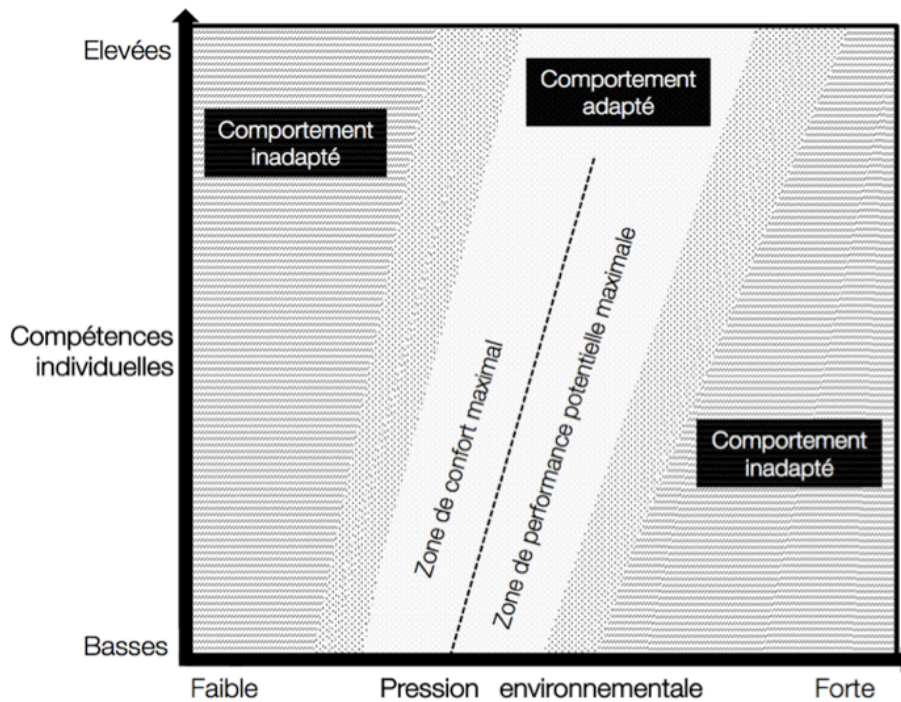 Elevées
Comportement
adapté
Comportement
inadapté
Compétences
individuelles
Zone de confort maximal
Zone de performance potentielle maximale
Comportement
inadapté
Basses
Faible Pression environnementale Forte